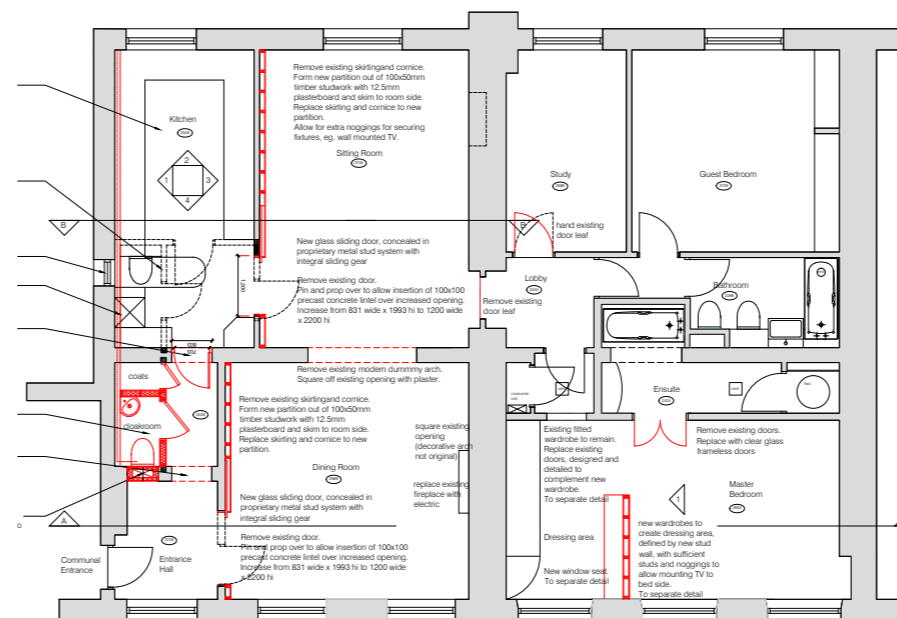 Remove existing skirtingand cornice.
Form new partition out of 100x50mm
timber studwork with 12.5mm
plasterboard and skim to room side.
Replace skirting and cornice to new
partition.
Allow for extra noggings for securing
fixtures, eg. wall mounted TV.
Kitchen
Sitting Room
2
1
3
4
Study
Guest Bedroom
B
B
hand existing
door leaf
New glass sliding door, concealed in
proprietary metal stud system with
integral sliding gear
Remove existing door.
Pin and prop over to allow insertion of 100x100
precast concrete lintel over increased opening.
Increase from 831 wide x 1993 hi to 1200 wide
x 2200 hi
1,200
Lobby
Remove existing
door leaf
Bathroom
Remove existing modern dummmy arch.
Square off existing opening with plaster.
coats
cloakroom
Remove existing skirtingand cornice.
Form new partition out of 100x50mm
timber studwork with 12.5mm
plasterboard and skim to room side.
Replace skirting and cornice to new
partition.
square existing
opening
(decorative arch
not original)
Dining Room
replace existing
fireplace with
electric
Ensuite
Existing fitted
wardrobe to remain.
Replace existing
doors, designed and
detailed to
complement new
wardrobe.
To separate detail
Remove existing doors.
Replace with clear glass
frameless doors
Master
Bedroom
1
New glass sliding door, concealed in
proprietary metal stud system with
integral sliding gear
Remove existing door.
Pin and prop over to allow insertion of 100x100
precast concrete lintel over increased opening.
Increase from 831 wide x 1993 hi to 1200 wide
x 2200 hi
A
Communal
Entrance
Entrance
Hall
Dressing area
New window seat.
To separate detail
new wardrobes to
create dressing area,
defined by new stud
wall, with sufficient
studs and noggings to
allow mounting TV to
bed side.
To separate detail